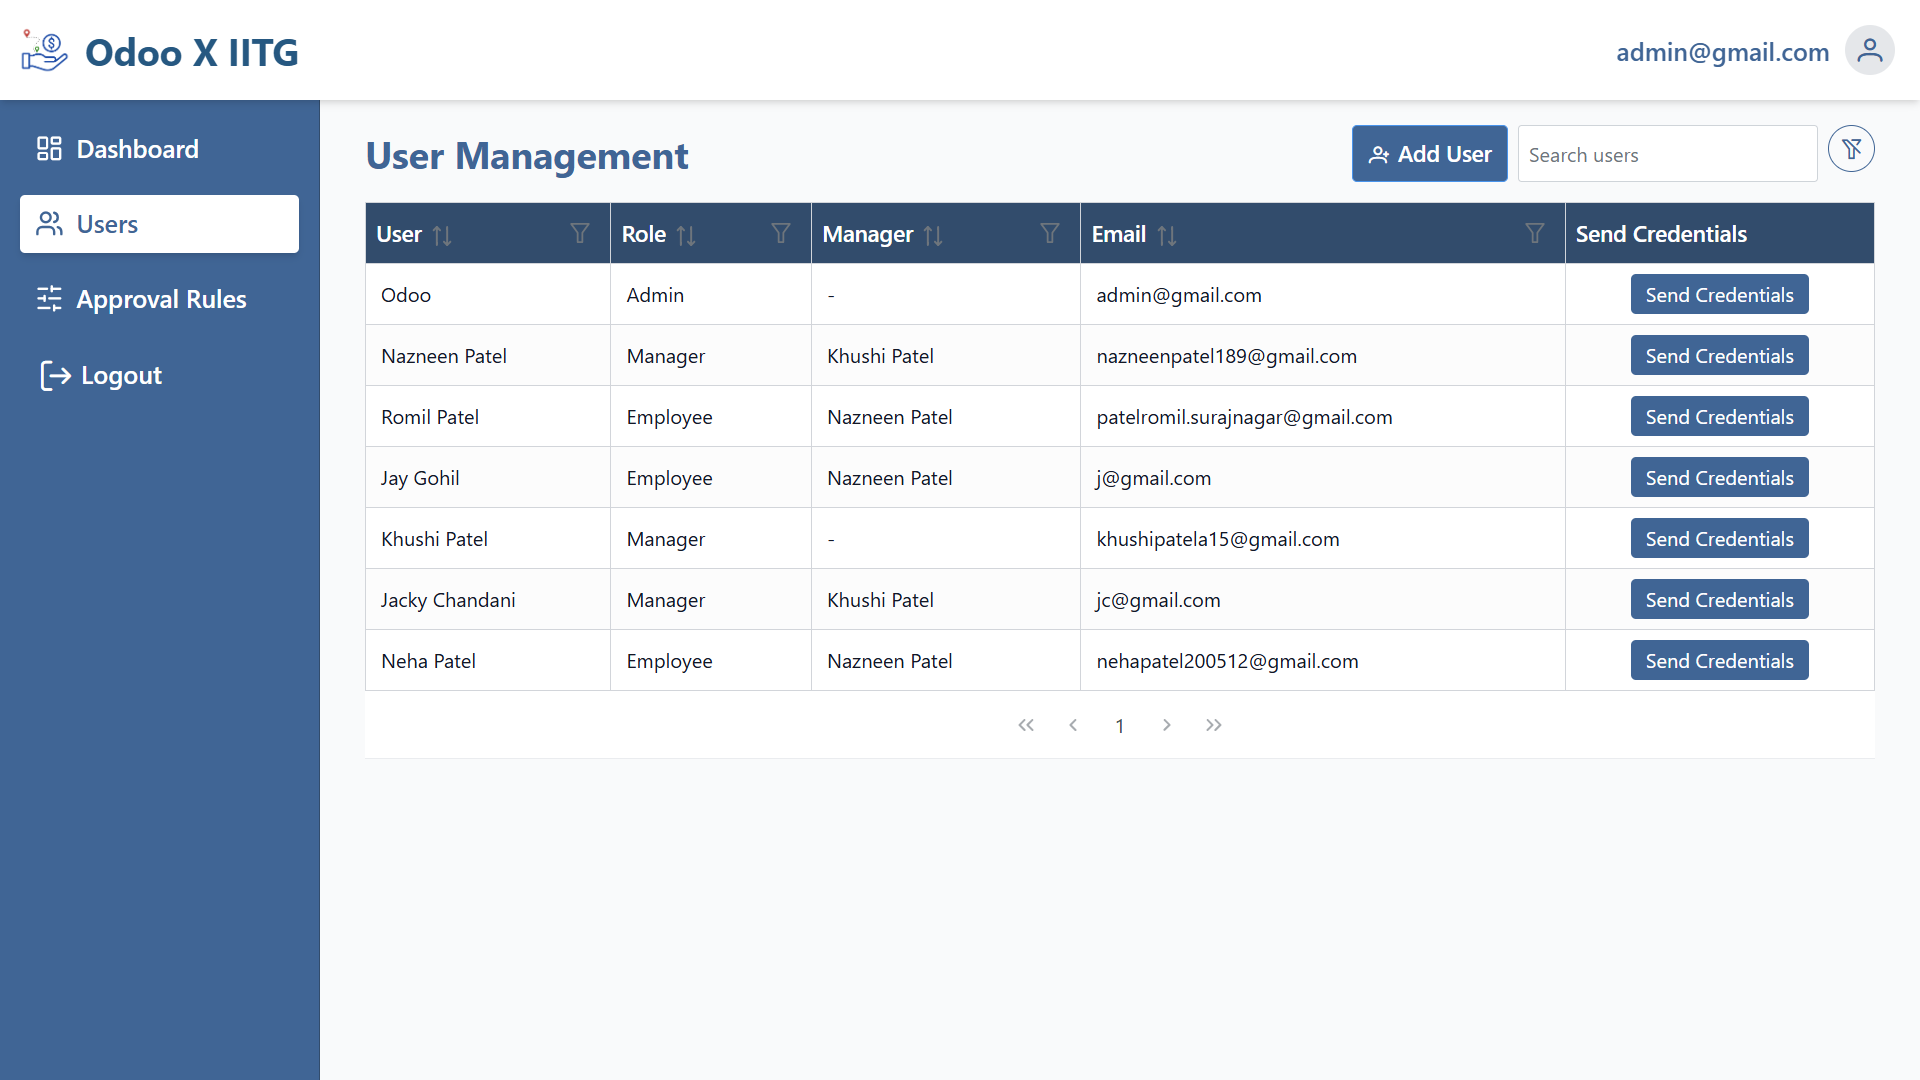 Odoo X IITG
admin@gmail.com
Dashboard
Users
Approval Rules
Logout
User Management
Add User
Search users
User Role Manager Email Send Credentials
Odoo Admin - admin@gmail.com Send Credentials
Nazneen Patel Manager Khushi Patel nazneenpatel189@gmail.com Send Credentials
Romil Patel Employee Nazneen Patel patelromil.surajnagar@gmail.com Send Credentials
Jay Gohil Employee Nazneen Patel j@gmail.com Send Credentials
Khushi Patel Manager - khushipatela15@gmail.com Send Credentials
Jacky Chandani Manager Khushi Patel jc@gmail.com Send Credentials
Neha Patel Employee Nazneen Patel nehapatel200512@gmail.com Send Credentials
1